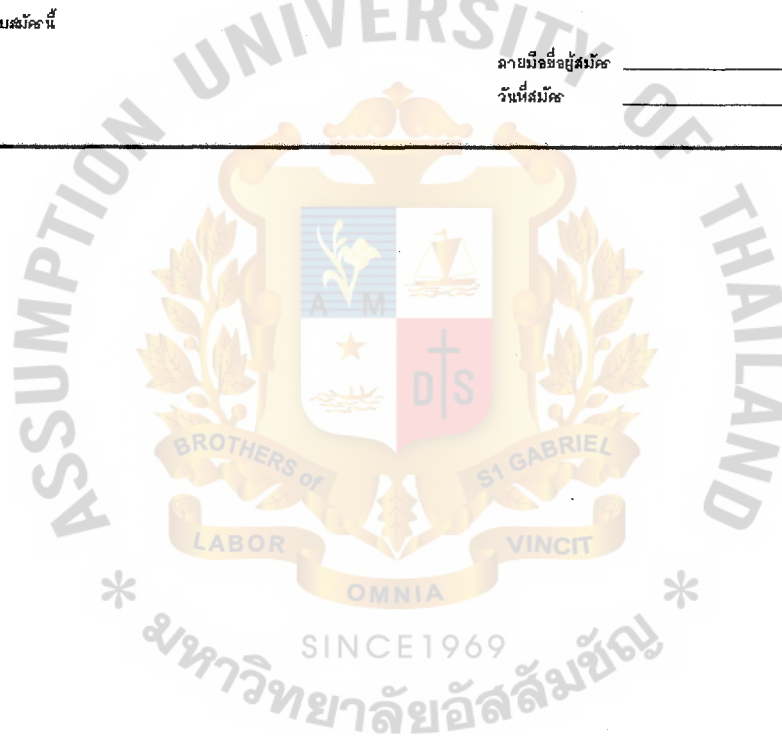 บสมัครนี้
ลายมือชื่อผู้สมัคร
วันที่สมัคร
ASSUMPTION UNIVERSITY OF THAILAND
A M
D S
BROTHERS of
S1 GABRIEL
LABOR
VINCIT
OMNIA
SINCE1969
* มหาวิทยาลัยอัสสัมชัญ *